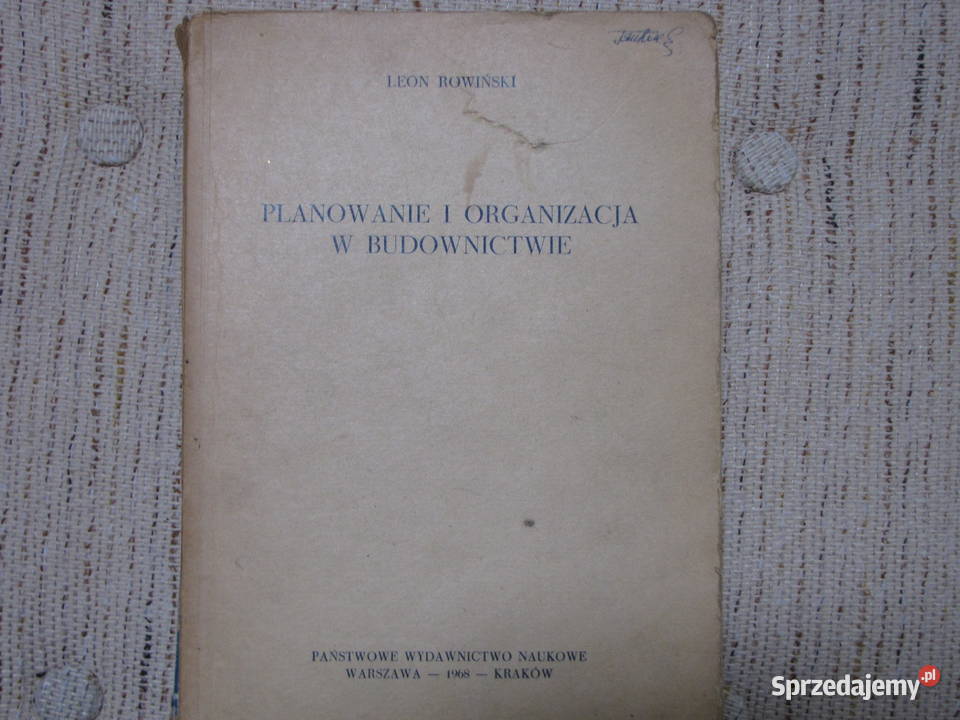 LEON ROWIŃSKI
PLANOWANIE I ORGANIZACJA
W BUDOWNICTWIE
PAŃSTWOWE WYDAWNICTWO NAUKOWE
WARSZAWA — 1968 — KRAKÓW
Sprzedajemy.pl